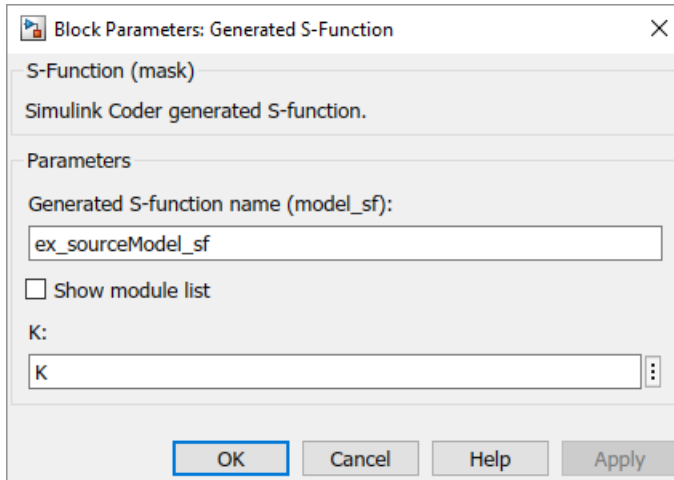 Block Parameters: Generated S-Function
S-Function (mask)
Simulink Coder generated S-function.
Parameters
Generated S-function name (model_sf):
ex_sourceModel_sf
Show module list
K:
K
OK Cancel Help Apply